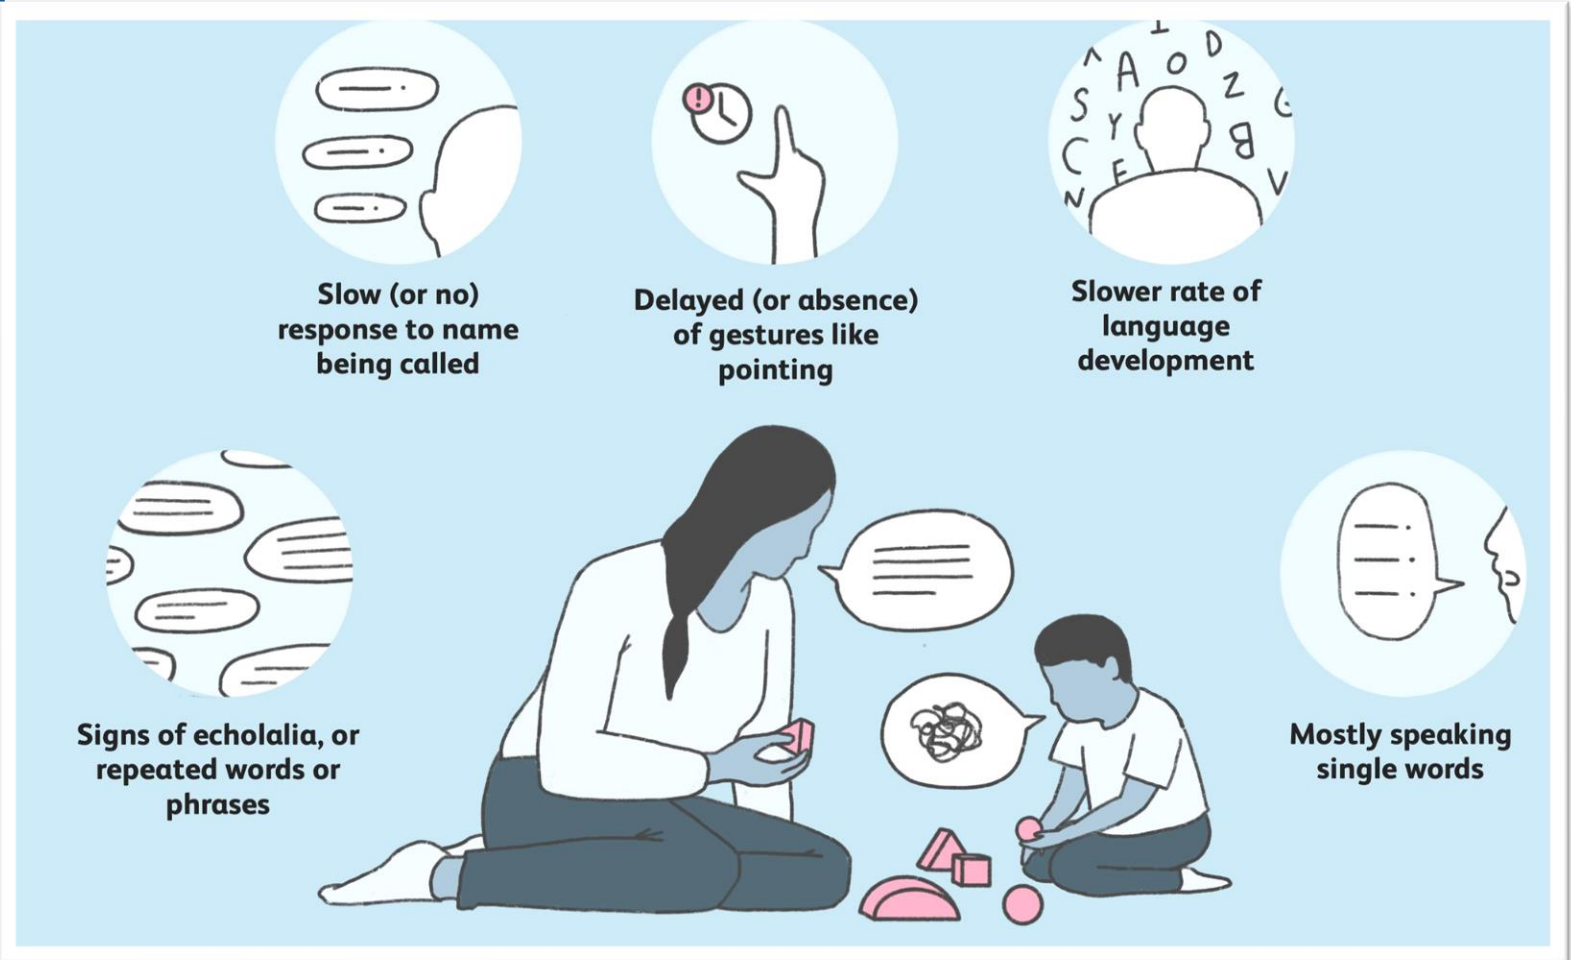 Slow (or no)
response to name
being called
Delayed (or absence)
of gestures like
pointing
Slower rate of
language
development
Signs of echolalia, or
repeated words or
phrases
Mostly speaking
single words
A O D
S Y Z B
C E V
N